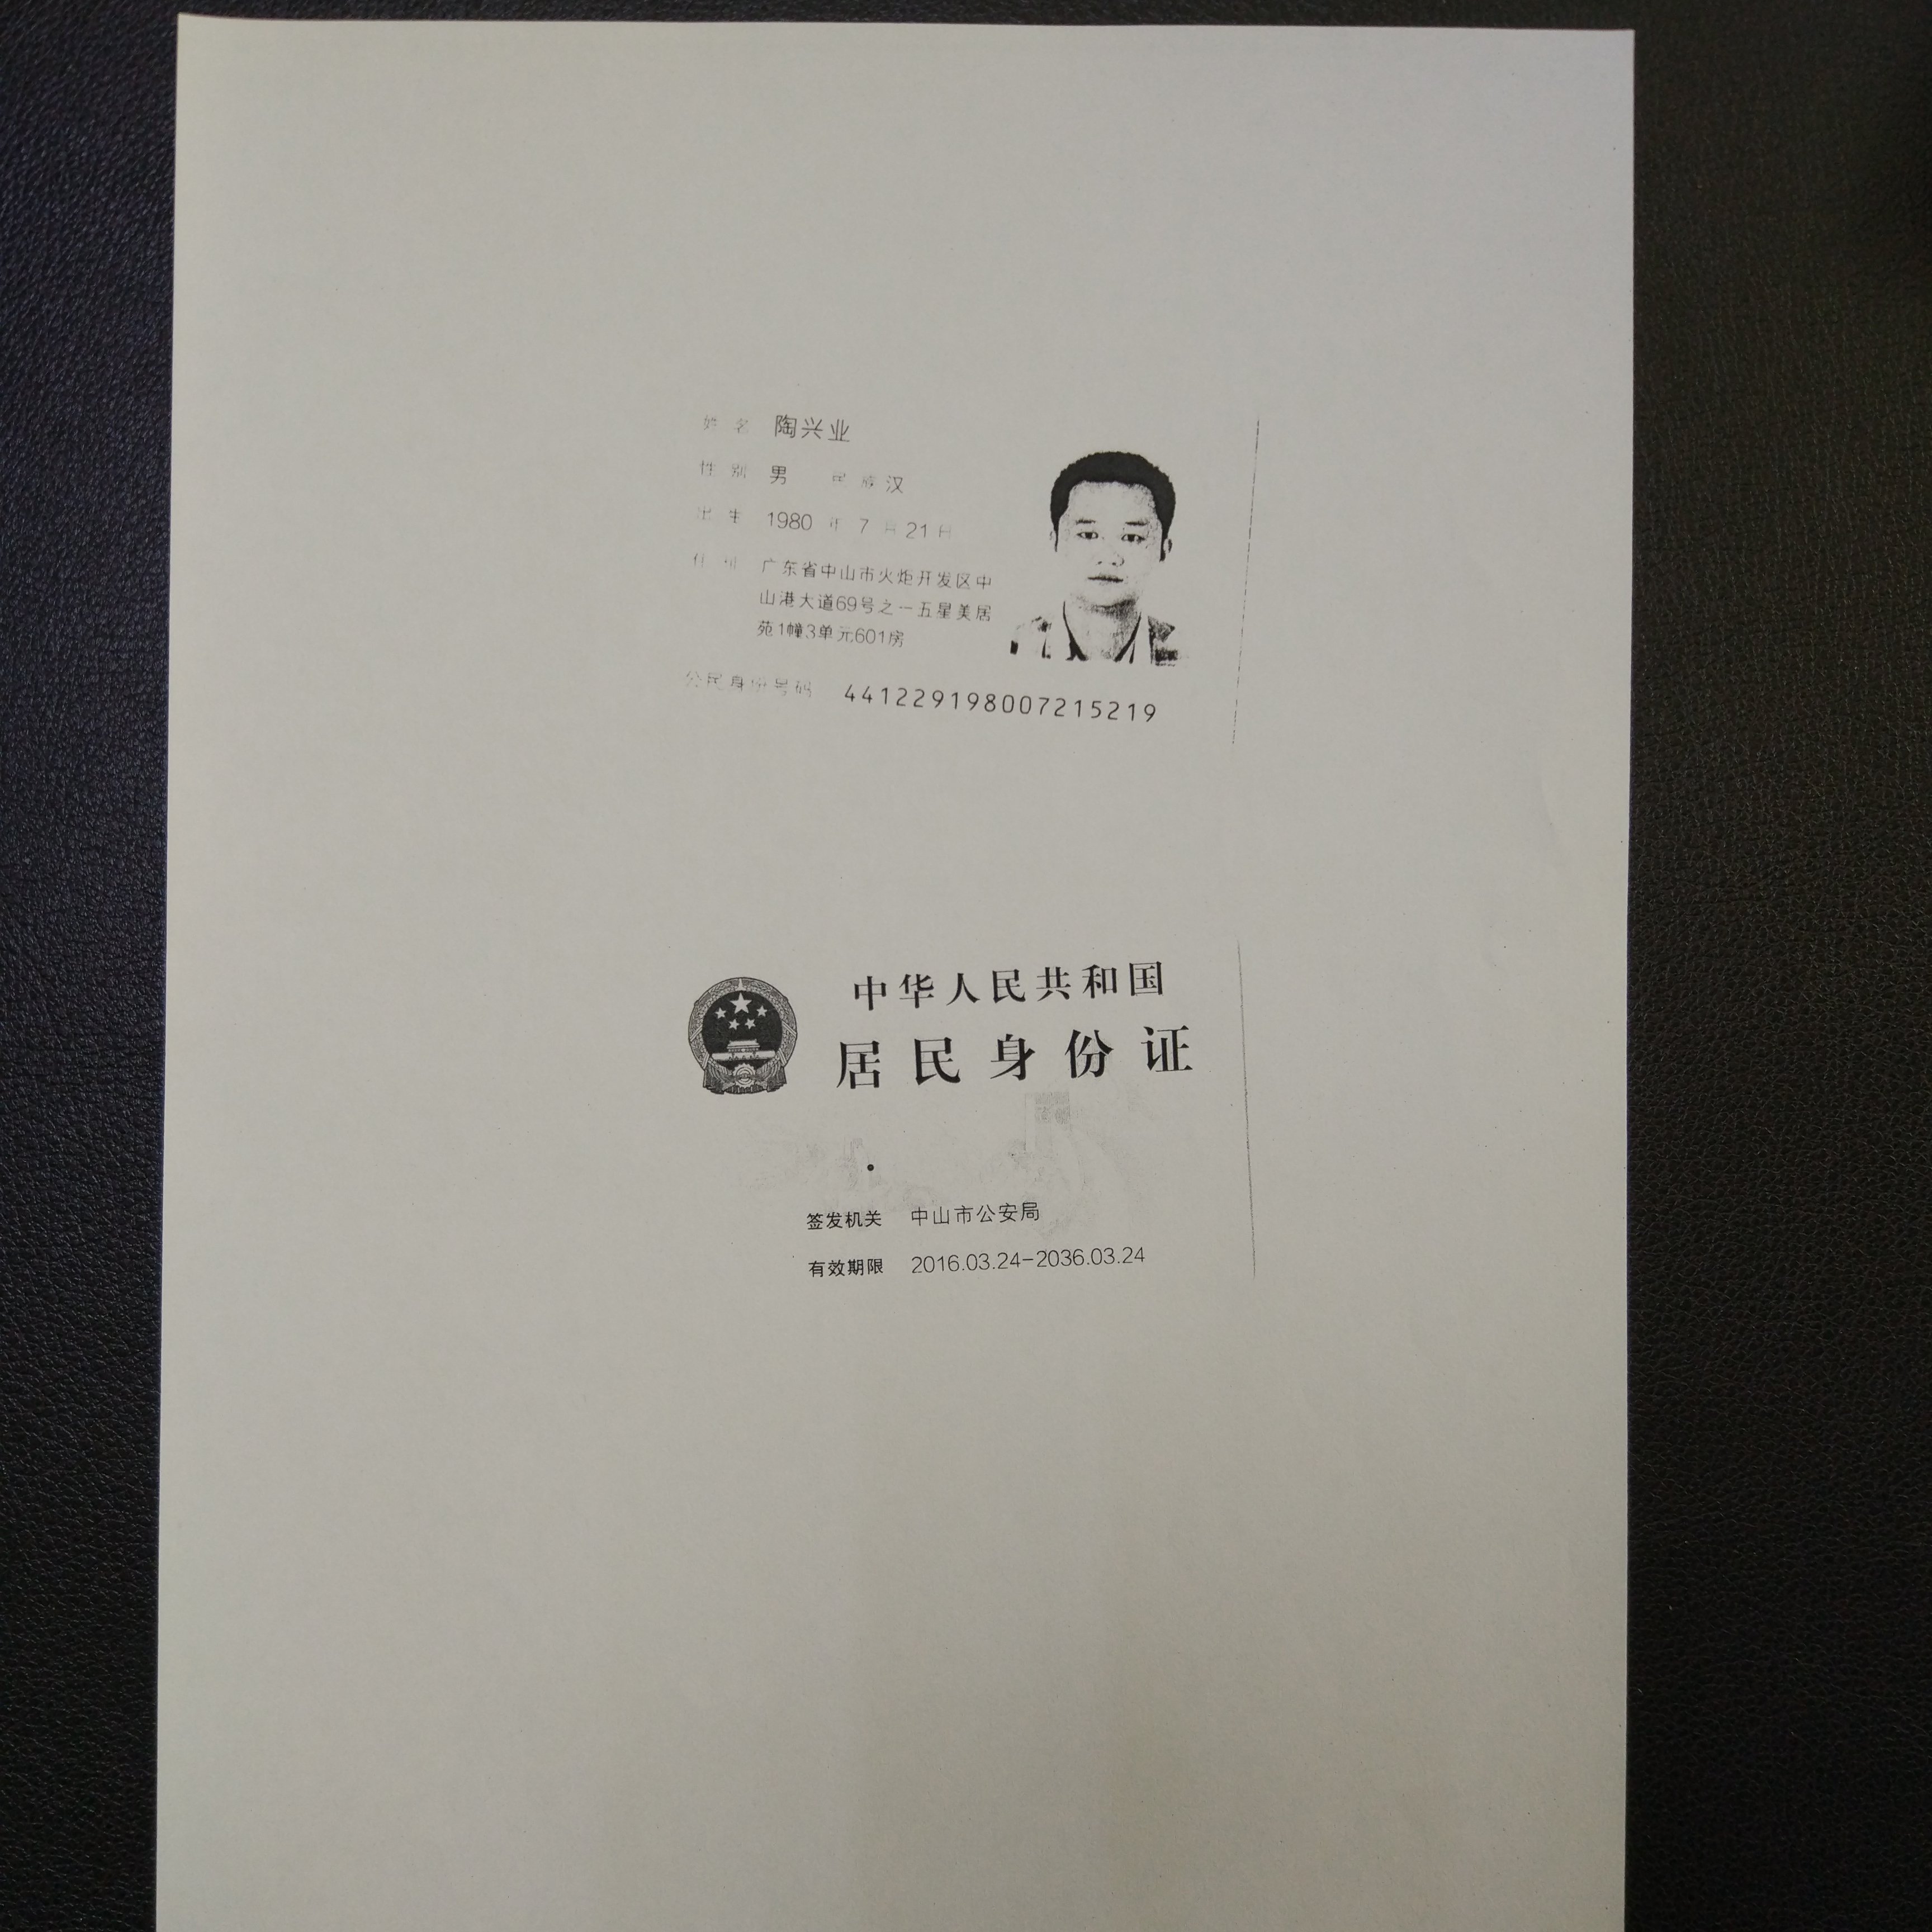 姓名 陶兴业
性别 男 民族 汉
出生 1980 年 7 月 21 日
住址 广东省中山市火炬开发区中
山港大道69号之一五星美居
苑1幢3单元601房
公民身份号码 441229198007215219
中华人民共和国
居民身份证
签发机关 中山市公安局
有效期限 2016.03.24-2036.03.24